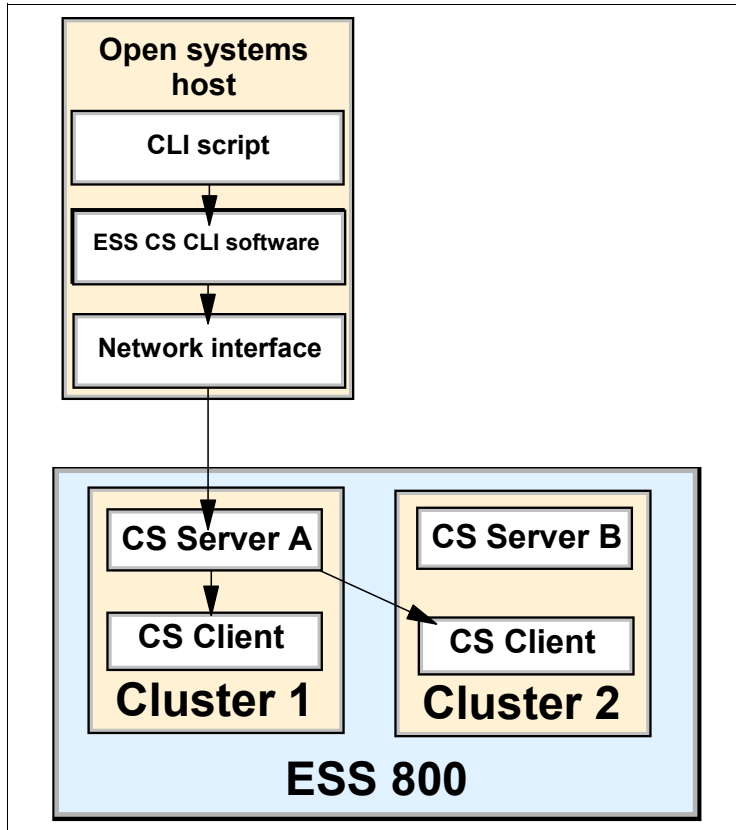 Open systems
host
CLI script
ESS CS CLI software
Network interface
CS Server A
CS Client
Cluster 1
CS Server B
CS Client
Cluster 2
ESS 800